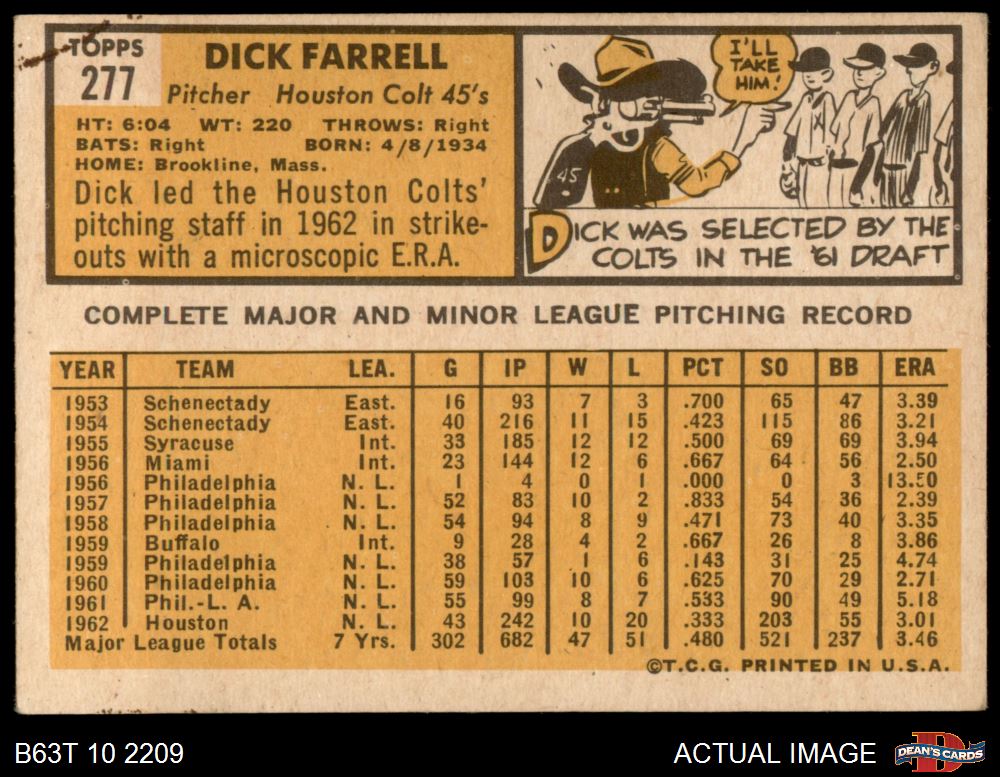 TOPPS
277
DICK FARRELL
Pitcher Houston Colt 45's
HT: 6:04 WT: 220 THROWS: Right
BATS: Right BORN: 4/8/1934
HOME: Brookline, Mass.
Dick led the Houston Colts'
pitching staff in 1962 in strike-
outs with a microscopic E.R.A.
I'LL
TAKE
HIM!
45
DICK WAS SELECTED BY THE
COLTS IN THE '61 DRAFT
COMPLETE MAJOR AND MINOR LEAGUE PITCHING RECORD
YEAR TEAM LEA. G IP W L PCT SO BB ERA
1953 Schenectady East. 16 93 7 3 .700 65 47 3.39
1954 Schenectady East. 40 216 11 15 .423 115 86 3.21
1955 Syracuse Int. 33 185 12 12 .500 69 69 3.94
1956 Miami Int. 23 144 12 6 .667 64 56 2.50
1956 Philadelphia N. L. 1 4 0 1 .000 0 3 13.50
1957 Philadelphia N. L. 52 83 10 2 .833 54 36 2.39
1958 Philadelphia N. L. 54 94 8 9 .471 73 40 3.35
1959 Buffalo Int. 9 28 4 2 .667 26 8 3.86
1959 Philadelphia N. L. 38 57 1 6 .143 31 25 4.74
1960 Philadelphia N. L. 59 103 10 6 .625 70 29 2.71
1961 Phil.-L. A. N. L. 55 99 8 7 .533 90 49 5.18
1962 Houston N. L. 43 242 10 20 .333 203 55 3.01
Major League Totals 7 Yrs. 302 682 47 51 .480 521 237 3.46
©T.C.G. PRINTED IN U.S.A.
B63T 10 2209
ACTUAL IMAGE
D
DEAN'S CARDS